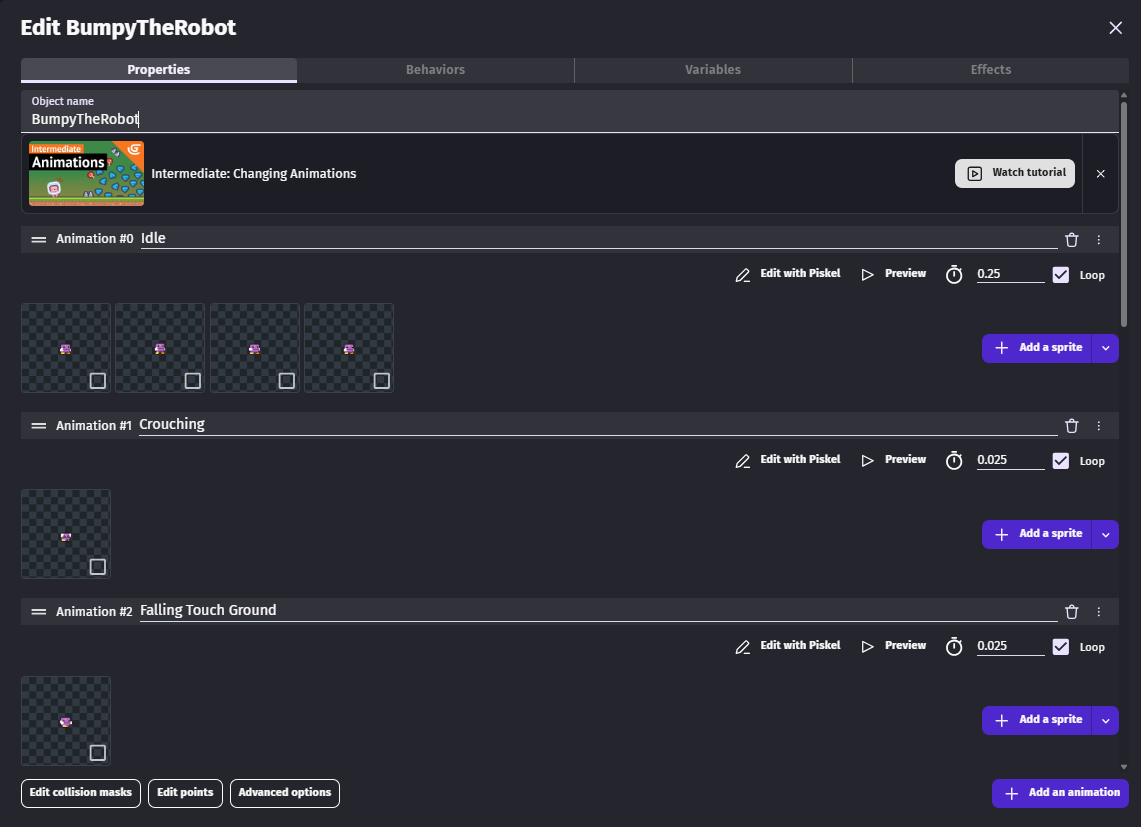 Edit BumpyTheRobot
Properties
Behaviors
Variables
Effects
Object name
BumpyTheRobot
Intermediate
Animations
Intermediate: Changing Animations
Watch tutorial
Animation #0 Idle
Edit with Piskel
Preview
0.25
Loop
Add a sprite
Animation #1 Crouching
Edit with Piskel
Preview
0.025
Loop
Add a sprite
Animation #2 Falling Touch Ground
Edit with Piskel
Preview
0.025
Loop
Add a sprite
Edit collision masks
Edit points
Advanced options
Add an animation